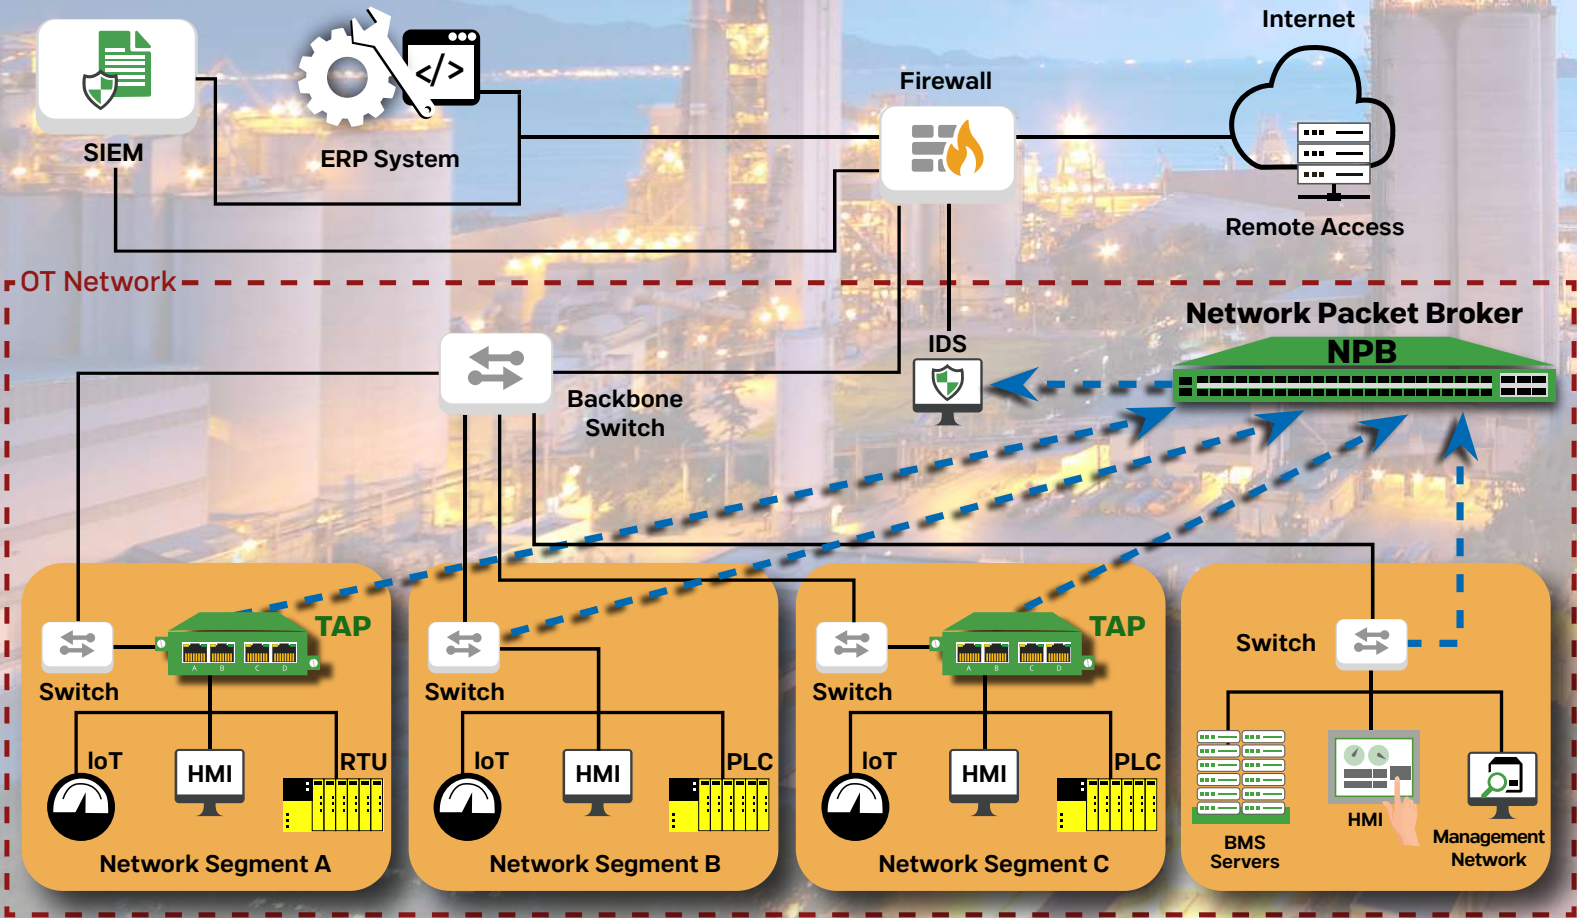 Internet
Firewall
</>
SIEM
ERP System
Remote Access
OT Network
Network Packet Broker
NPB
IDS
Backbone
Switch
TAP
A B C D
Switch
IoT
HMI
RTU
Network Segment A
Switch
IoT
HMI
PLC
Network Segment B
TAP
A B C D
Switch
IoT
HMI
PLC
Network Segment C
Switch
BMS
Servers
HMI
Management
Network